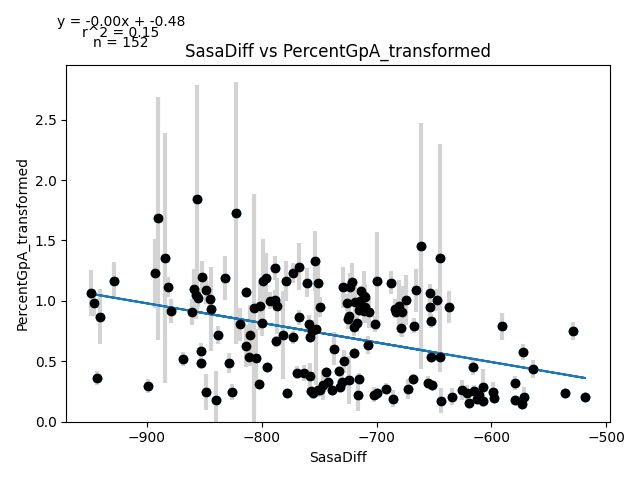 y = -0.00x + -0.48
r^2 = 0.15
n = 152
SasaDiff vs PercentGpA_transformed
PercentGpA_transformed
2.5
2.0
1.5
1.0
0.5
0.0
−900
−800
−700
−600
−500
SasaDiff